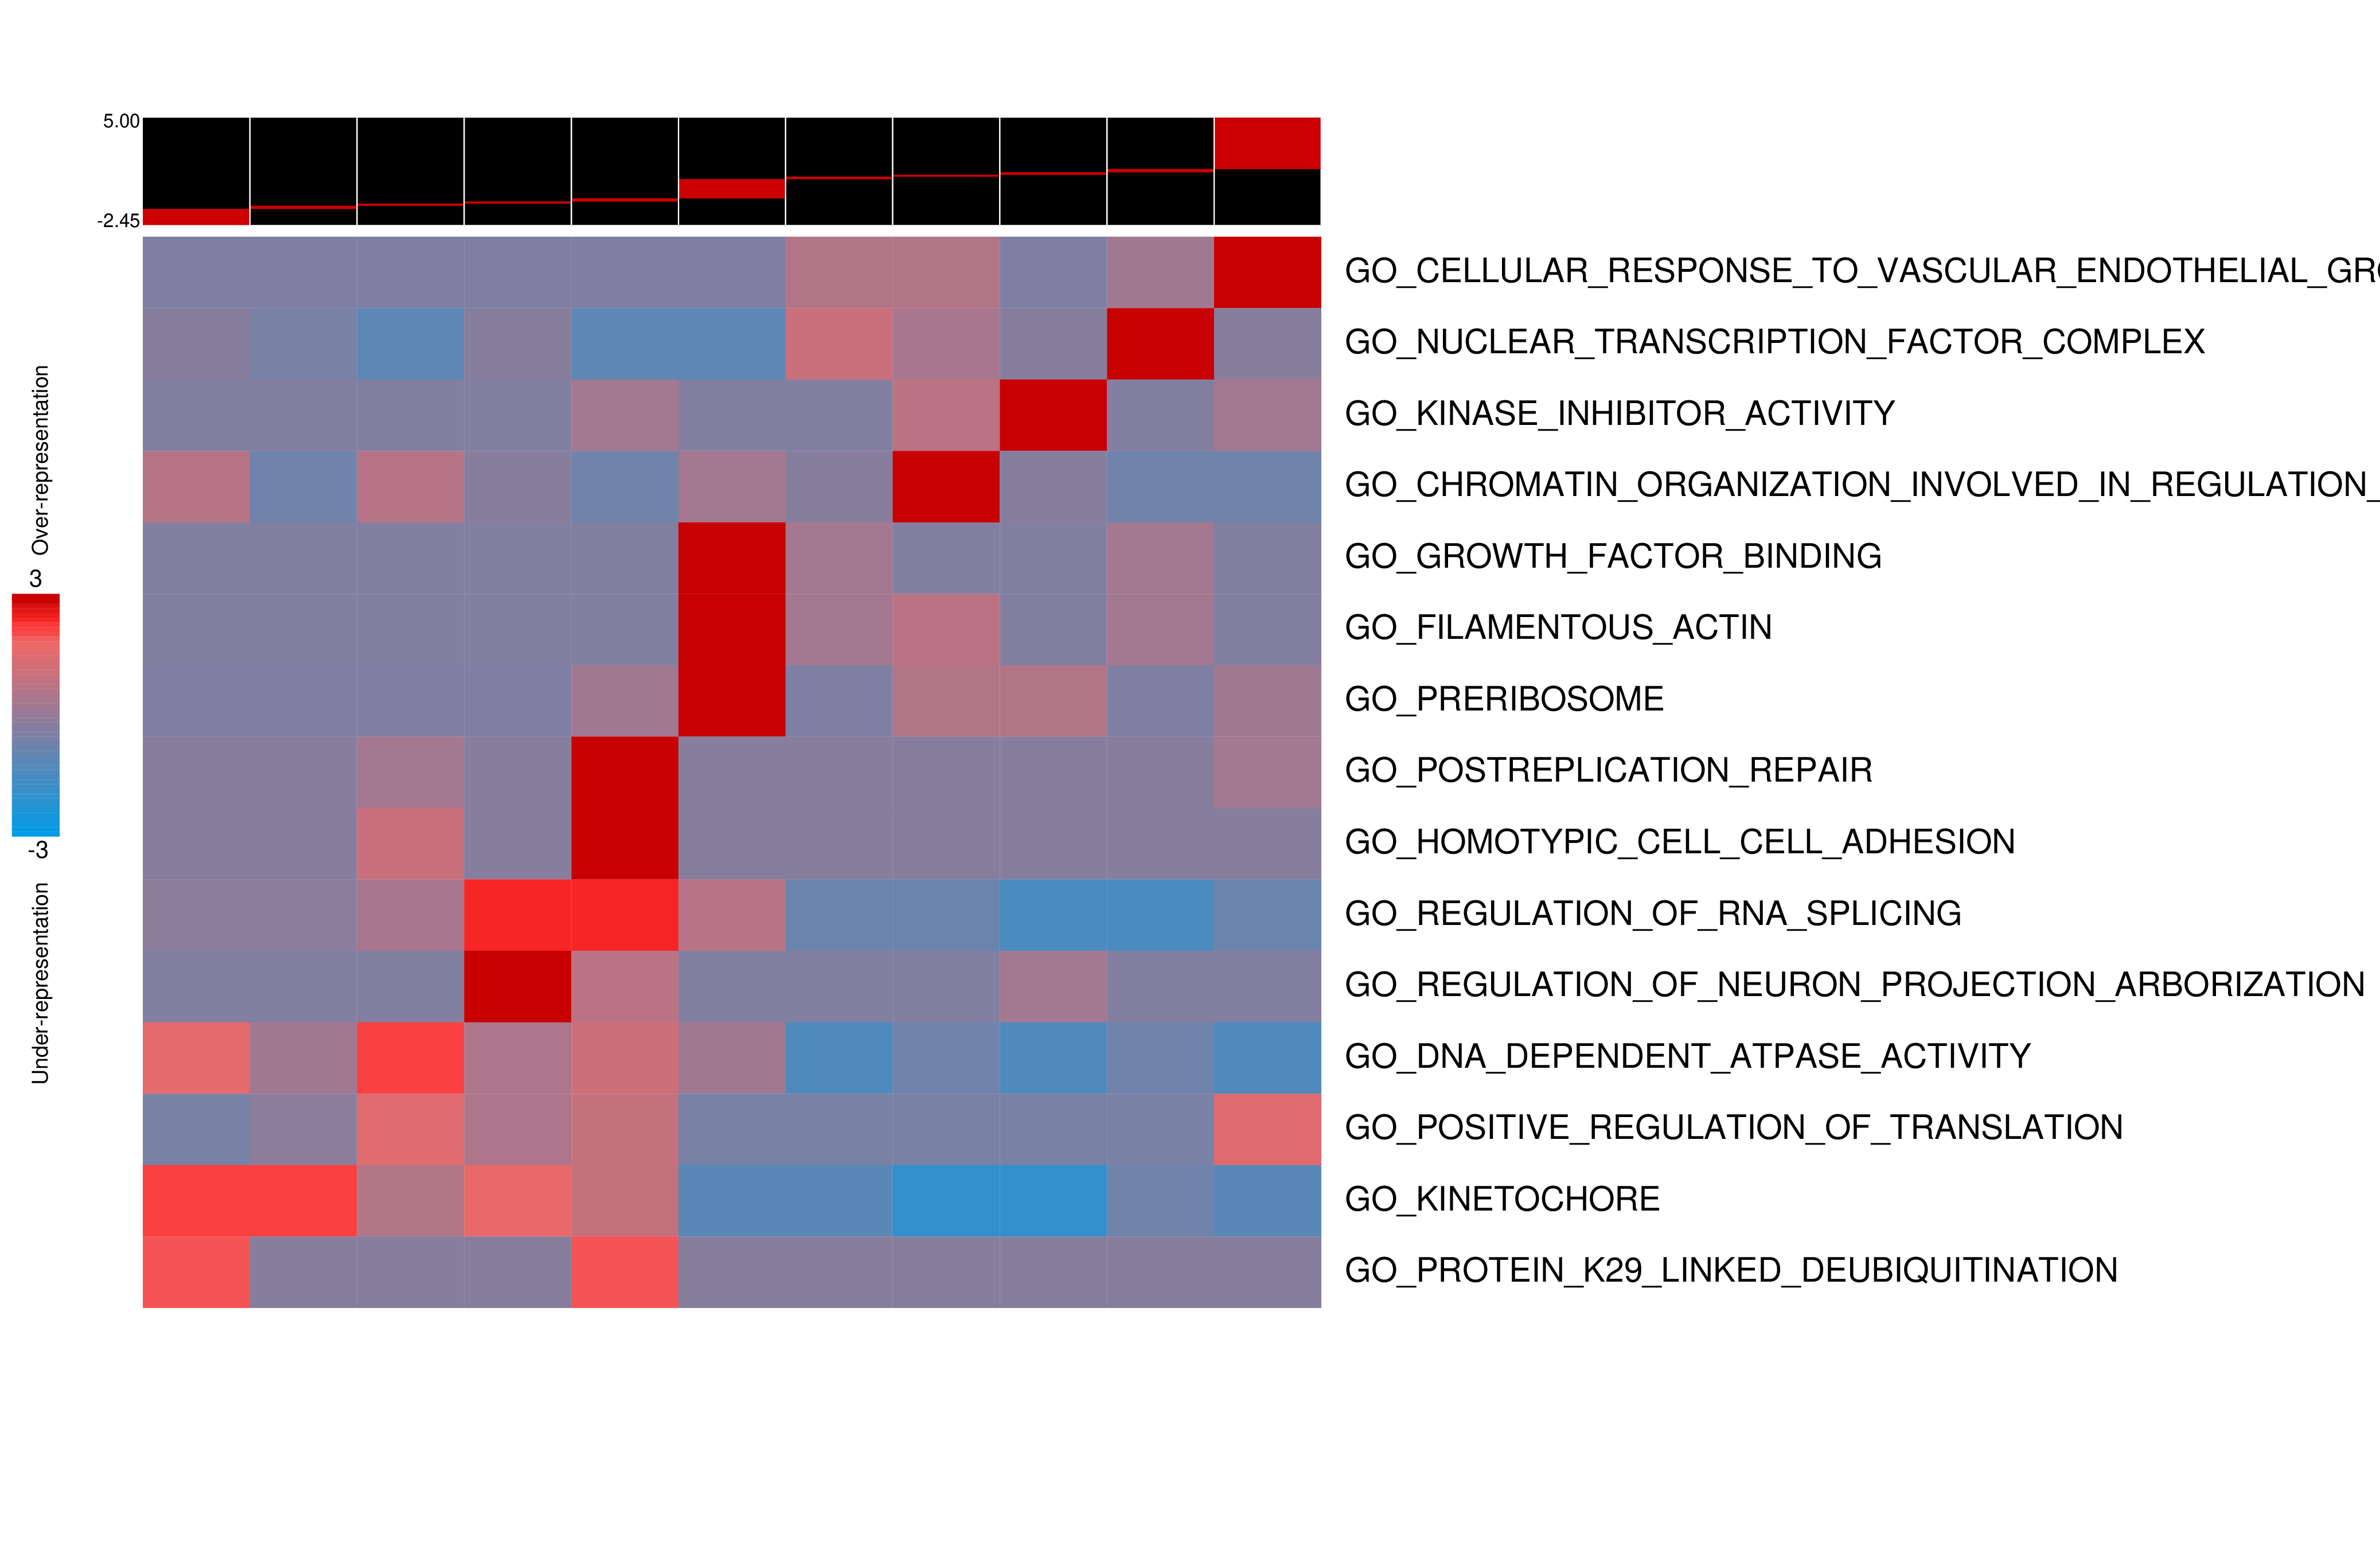 5.00
-2.45
GO_CELLULAR_RESPONSE_TO_VASCULAR_ENDOTHELIAL_GR
GO_NUCLEAR_TRANSCRIPTION_FACTOR_COMPLEX
GO_KINASE_INHIBITOR_ACTIVITY
GO_CHROMATIN_ORGANIZATION_INVOLVED_IN_REGULATION_
GO_GROWTH_FACTOR_BINDING
GO_FILAMENTOUS_ACTIN
GO_PRERIBOSOME
GO_POSTREPLICATION_REPAIR
GO_HOMOTYPIC_CELL_CELL_ADHESION
GO_REGULATION_OF_RNA_SPLICING
GO_REGULATION_OF_NEURON_PROJECTION_ARBORIZATION
GO_DNA_DEPENDENT_ATPASE_ACTIVITY
GO_POSITIVE_REGULATION_OF_TRANSLATION
GO_KINETOCHORE
GO_PROTEIN_K29_LINKED_DEUBIQUITINATION
Over-representation
3
-3
Under-representation